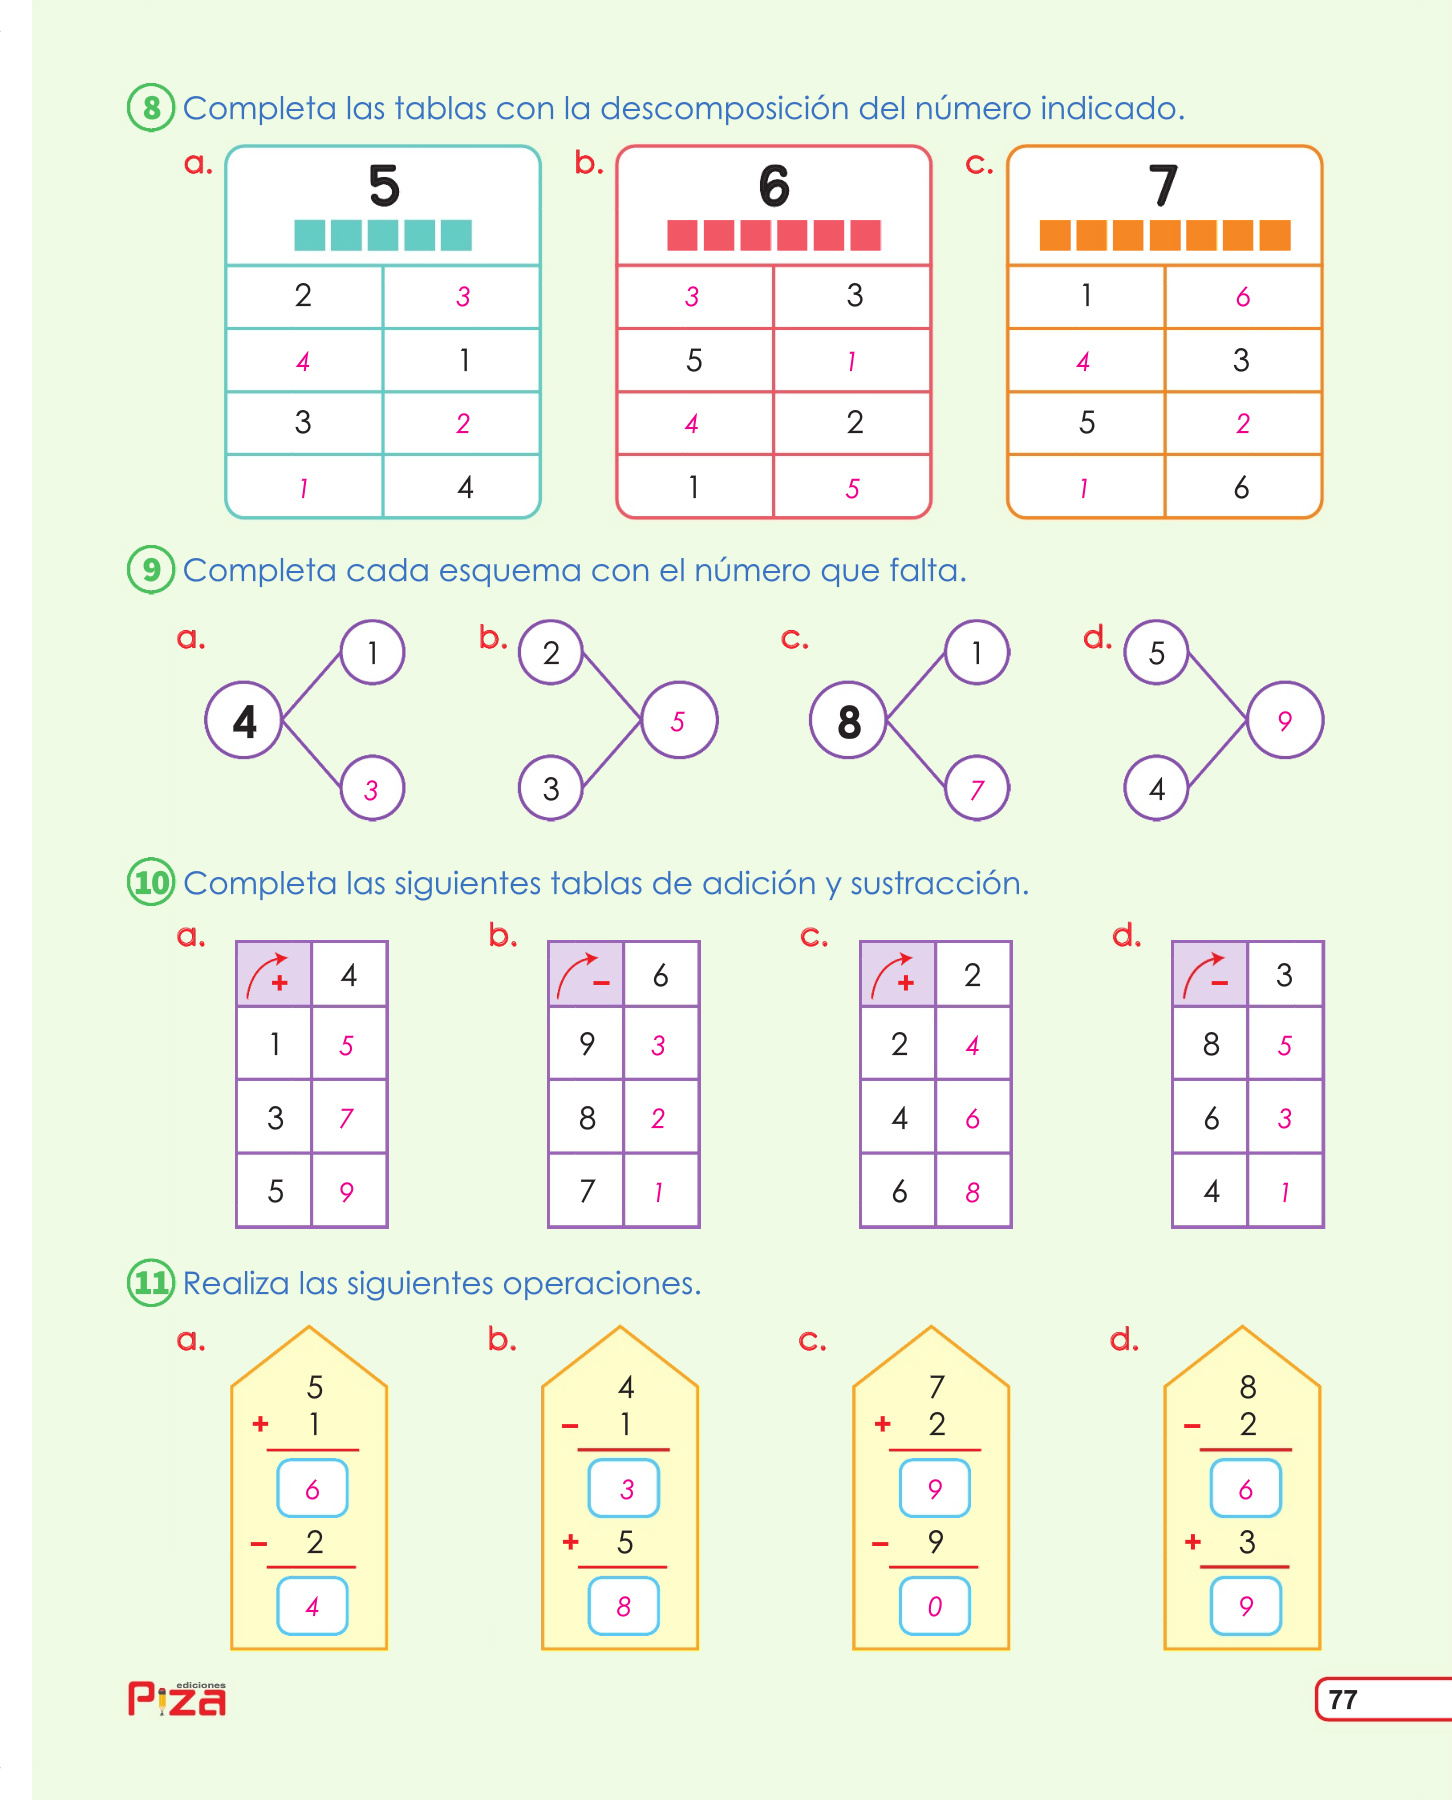 8 Completa las tablas con la descomposición del número indicado.
a. 5 b. 6 c. 7
2 3 3 3 1 6
4 1 5 1 4 3
3 2 4 2 5 2
1 4 1 5 1 6
9 Completa cada esquema con el número que falta.
a. 1 b. 2 c. 1 d. 5
4 5 8 9
3 3 7 4
10 Completa las siguientes tablas de adición y sustracción.
a. b. c. d.
+ 4 − 6 + 2 − 3
1 5 9 3 2 4 8 5
3 7 8 2 4 6 6 3
5 9 7 1 6 8 4 1
11 Realiza las siguientes operaciones.
a. b. c. d.
5 4 7 8
+ 1 − 1 + 2 − 2
6 3 9 6
− 2 + 5 − 9 + 3
4 8 0 9
ediciones
Piza
77